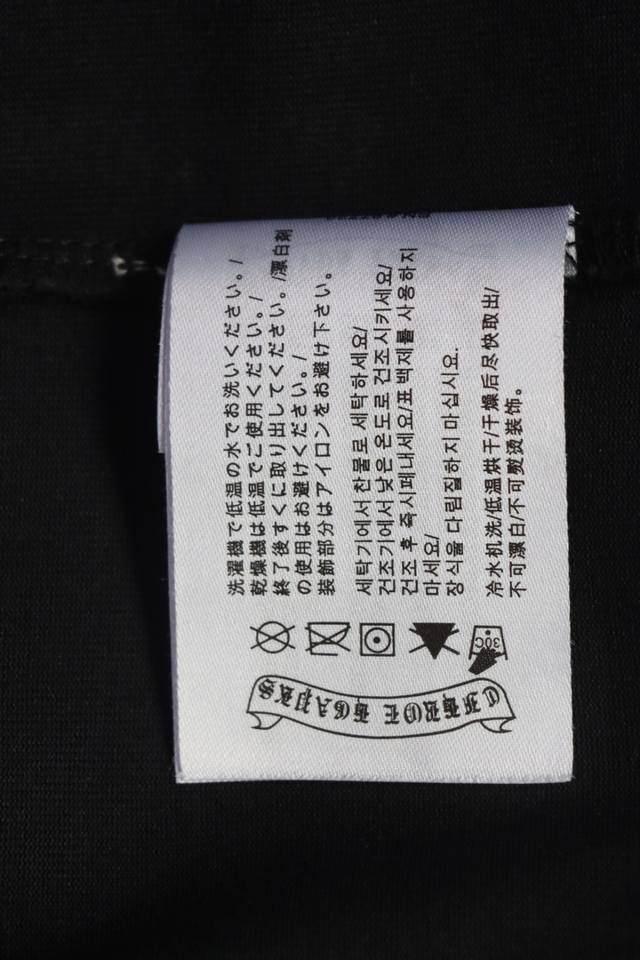 洗濯機で低温の水でお洗いください。/
乾燥機は低温でご使用ください。/
終了後すぐに取り出してください。/漂白剤
の使用はお避けください。/
装飾部分はアイロンをお避け下さい。
세탁기에서 찬물로 세탁하세요/
건조기에서 낮은 온도로 건조시키세요/
건조 후 즉시꺼내세요/표백제를 사용하지
마세요/
장식을 다림질하지 마십시요.
冷水机洗/低温烘干/干燥后尽快取出/
不可漂白/不可熨烫装饰。
30C
CHROME HEARTS